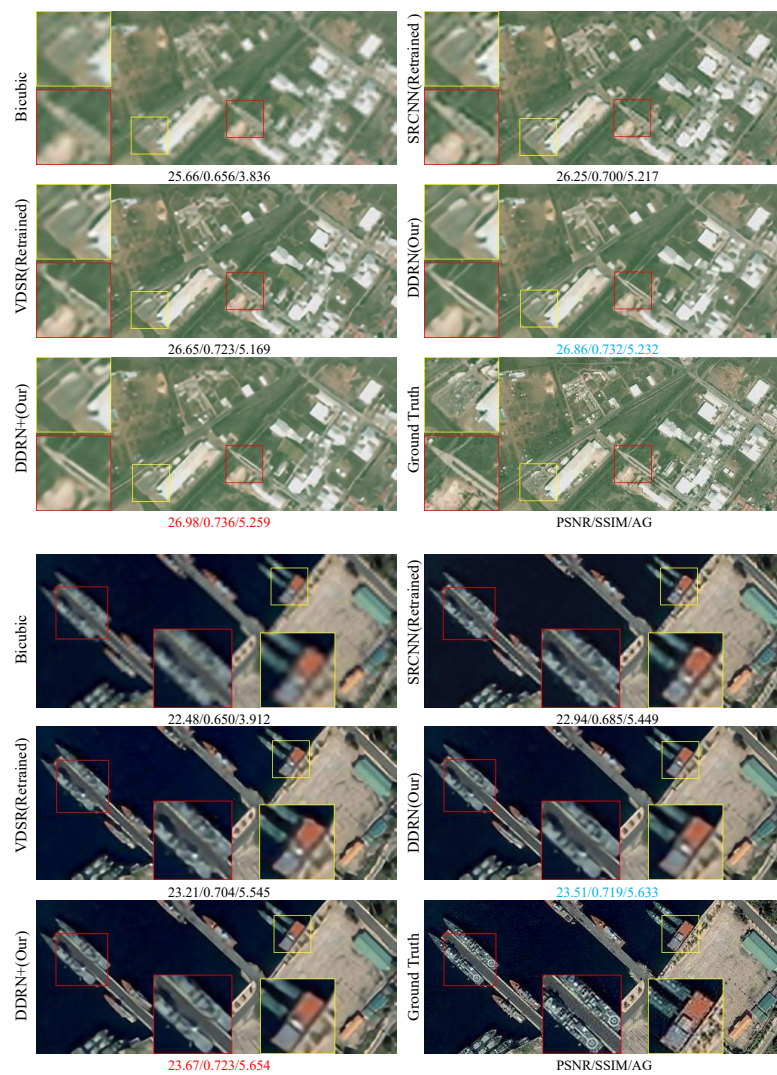 Bicubic
SRCNN(Retrained )
25.66/0.656/3.836
26.25/0.700/5.217
VDSR(Retrained)
DDRN(Our)
26.65/0.723/5.169
26.86/0.732/5.232
DDRN+(Our)
Ground Truth
26.98/0.736/5.259
PSNR/SSIM/AG
Bicubic
SRCNN(Retrained)
22.48/0.650/3.912
22.94/0.685/5.449
VDSR(Retrained)
DDRN(Our)
23.21/0.704/5.545
23.51/0.719/5.633
DDRN+(Our)
Ground Truth
23.67/0.723/5.654
PSNR/SSIM/AG